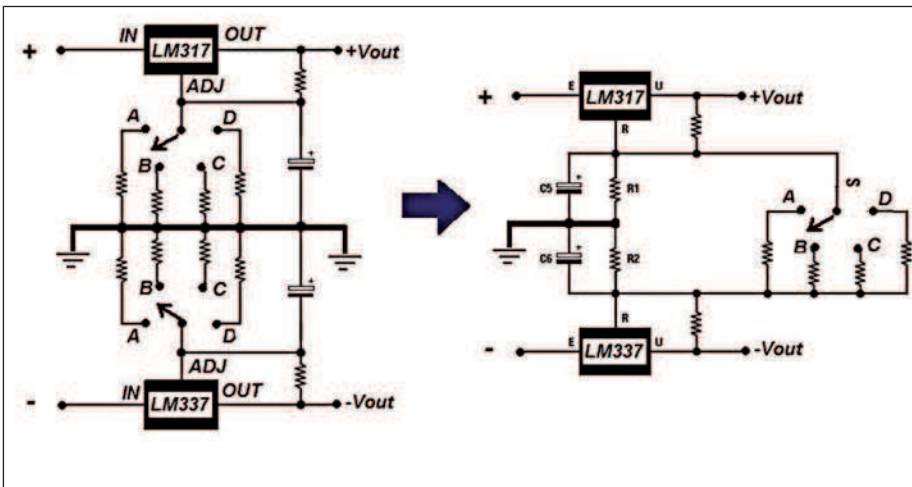 IN OUT
+ LM317 +Vout
ADJ
A D
B C
+
+
B C
A D
ADJ
IN OUT
- LM337 -Vout
+ E LM317 U +Vout
R
C5 + R1
S
A D
B C
C6 + R2
R
- E LM337 U -Vout